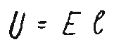 U = E l